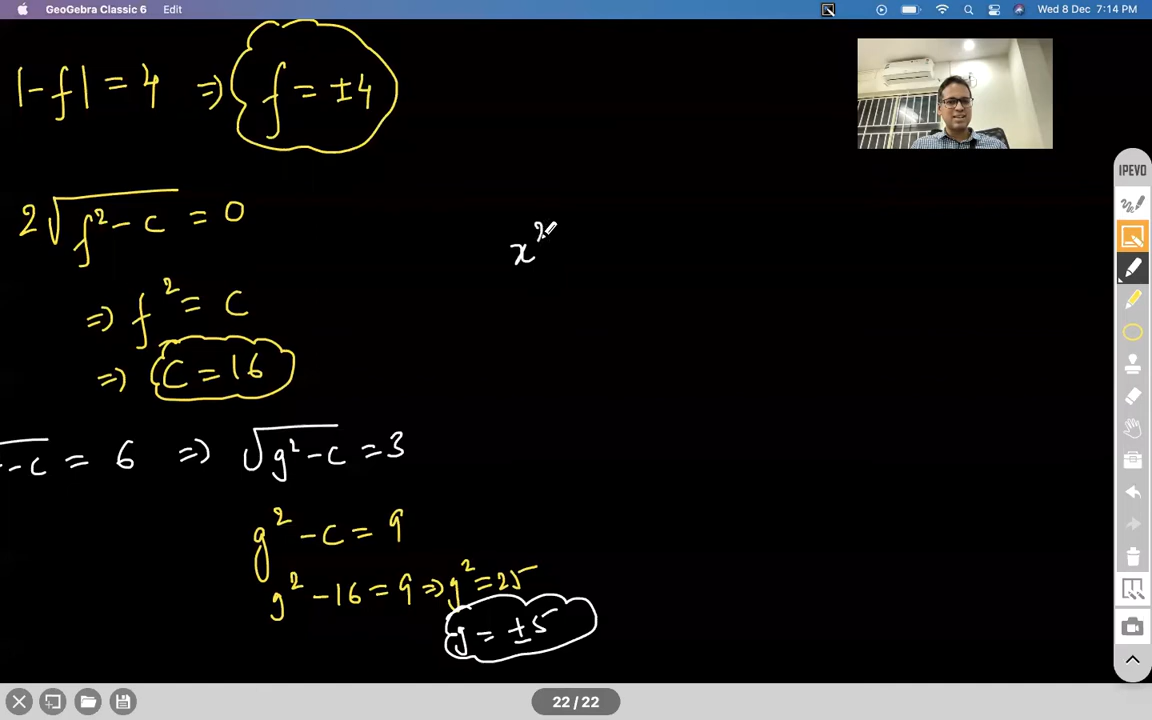 GeoGebra Classic 6 Edit Wed 8 Dec 7:14 PM
|-f| = 4 ⇒ f = ±4
IPEVO
2√(f² - c) = 0
x²
⇒ f² = c
⇒ c = 16
- c = 6 ⇒ √(g² - c) = 3
g² - c = 9
g² - 16 = 9 ⇒ g² = 25
g = ±5
22 / 22